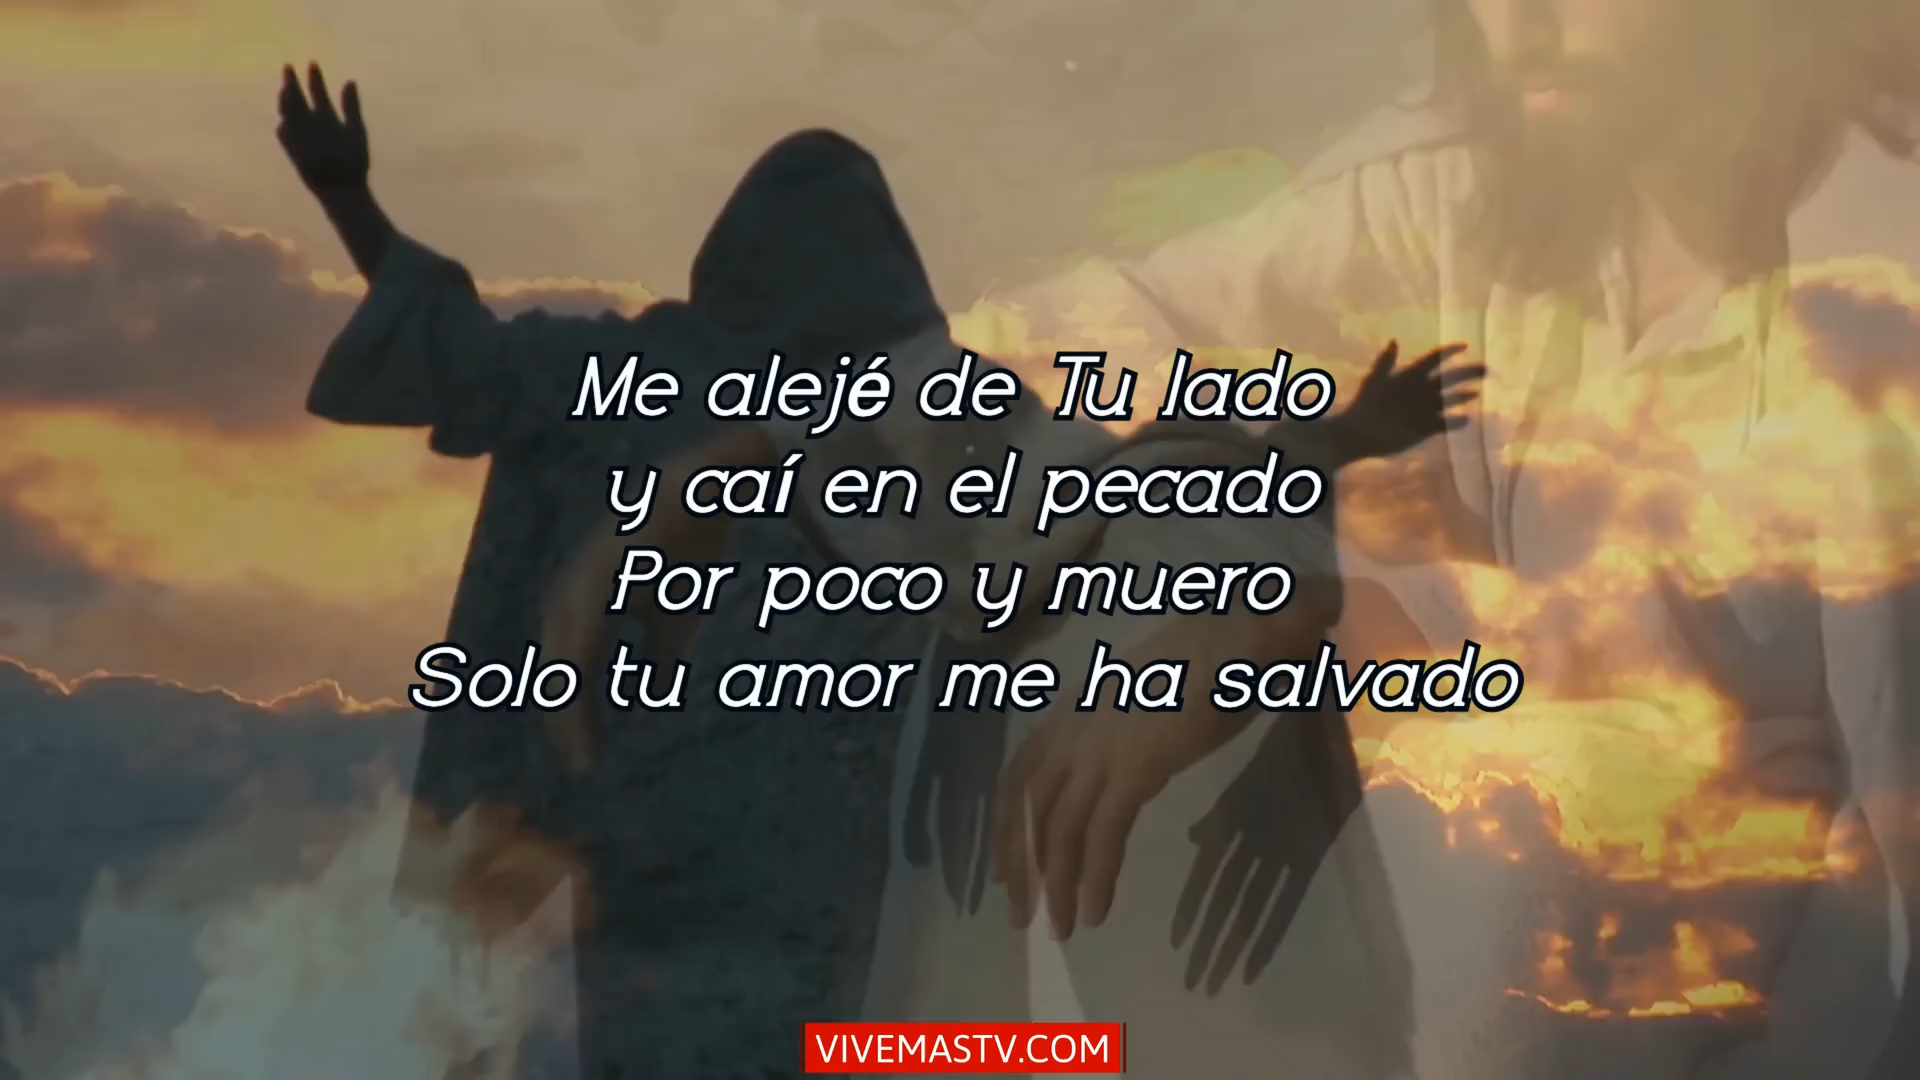 Me alejé de Tu lado
y caí en el pecado
Por poco y muero
Solo tu amor me ha salvado
VIVEMASTV.COM